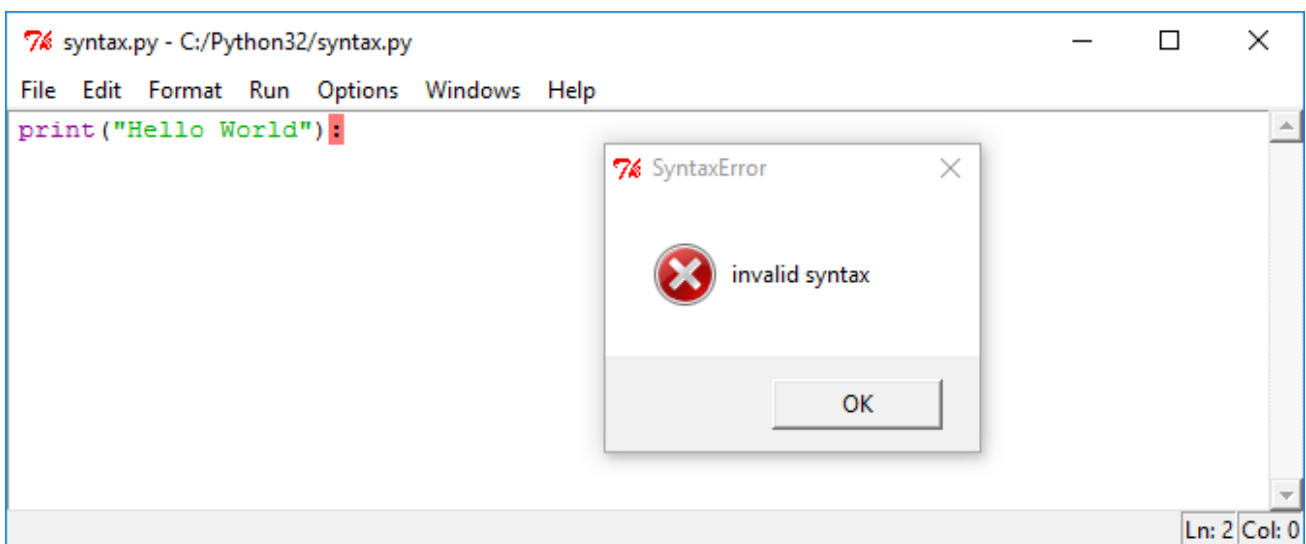 syntax.py - C:/Python32/syntax.py
File Edit Format Run Options Windows Help
print("Hello World"):
SyntaxError
invalid syntax
OK
Ln: 2 Col: 0